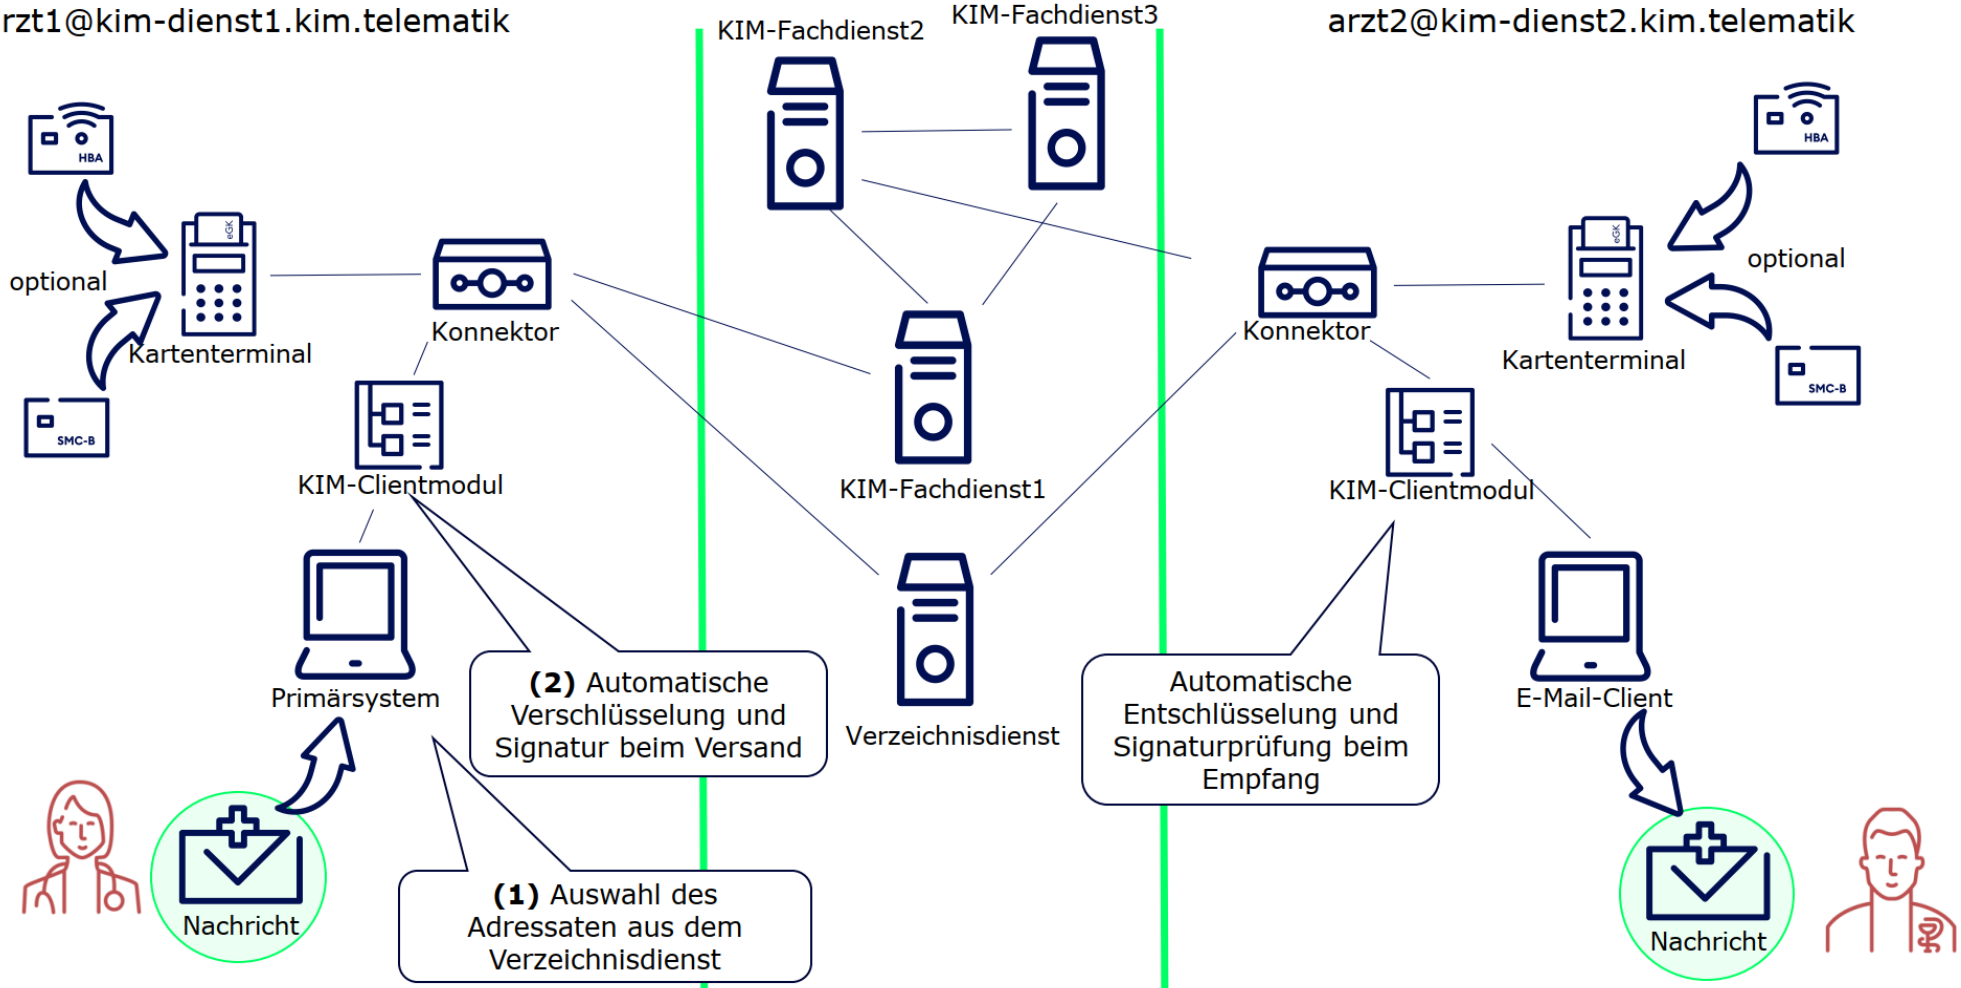 rzt1@kim-dienst1.kim.telematik
KIM-Fachdienst2
KIM-Fachdienst3
arzt2@kim-dienst2.kim.telematik
HBA
eGK
optional
Kartenterminal
SMC-B
Konnektor
KIM-Clientmodul
Primärsystem
Nachricht
(2) Automatische
Verschlüsselung und
Signatur beim Versand
(1) Auswahl des
Adressaten aus dem
Verzeichnisdienst
KIM-Fachdienst1
Verzeichnisdienst
HBA
eGK
optional
Konnektor
Kartenterminal
SMC-B
KIM-Clientmodul
E-Mail-Client
Automatische
Entschlüsselung und
Signaturprüfung beim
Empfang
Nachricht